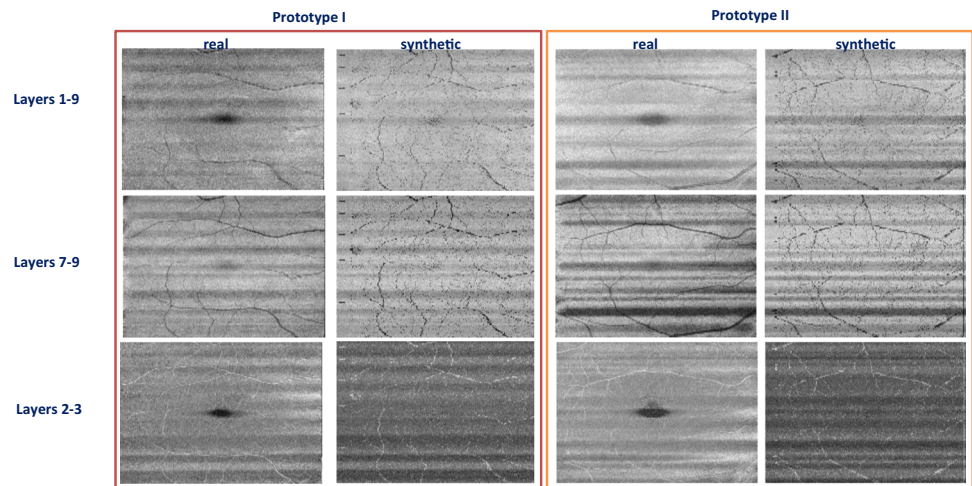 Prototype I
Prototype II
real
synthetic
real
synthetic
Layers 1-9
Layers 7-9
Layers 2-3